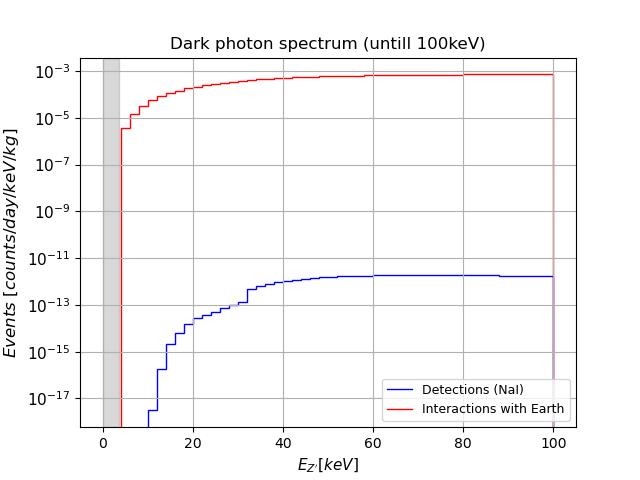 Dark photon spectrum (untill 100keV)
Events [counts/day/keV/kg]
10⁻³
10⁻⁵
10⁻⁷
10⁻⁹
10⁻¹¹
10⁻¹³
10⁻¹⁵
10⁻¹⁷
Detections (NaI)
Interactions with Earth
0 20 40 60 80 100
E_{Z'}[keV]